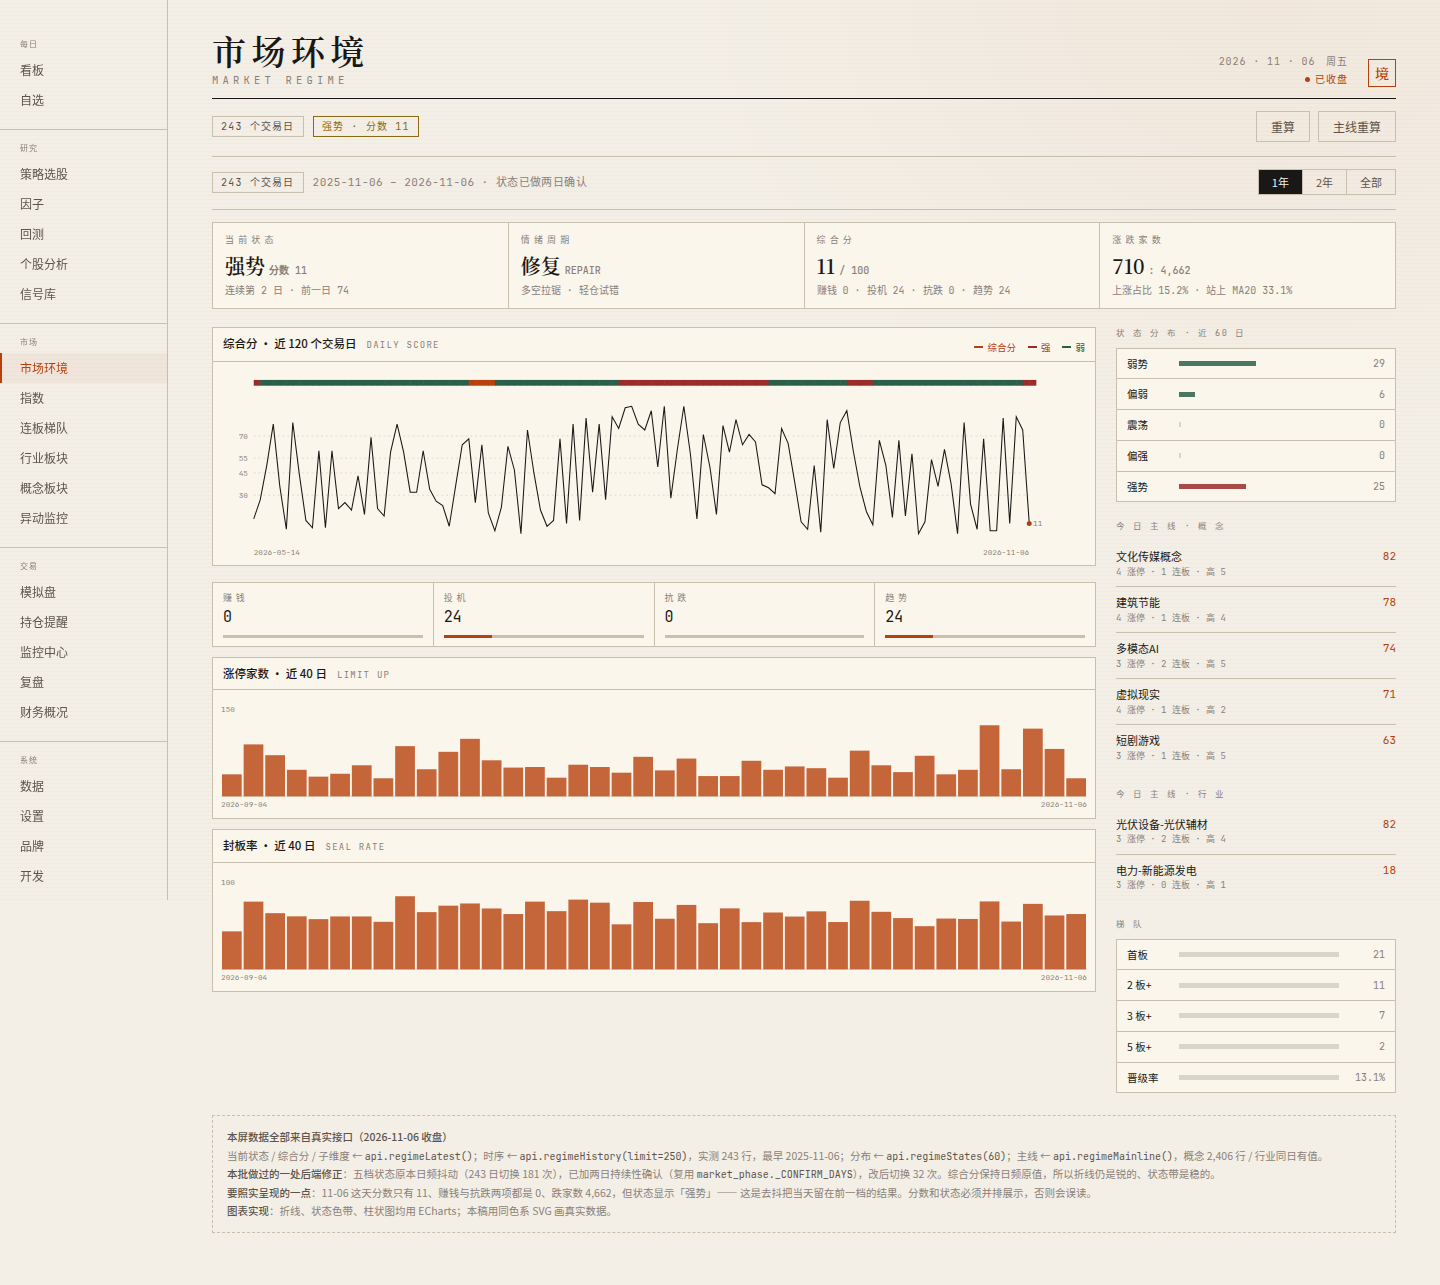 每日
看板
自选
研究
策略选股
因子
回测
个股分析
信号库
市场
市场环境
指数
连板梯队
行业板块
概念板块
异动监控
交易
模拟盘
持仓提醒
监控中心
复盘
财务概况
系统
数据
设置
品牌
开发
市场环境
MARKET REGIME
2026 · 11 · 06 周五
已收盘
境
243 个交易日
强势 · 分数 11
重算
主线重算
243 个交易日
2025-11-06 – 2026-11-06 · 状态已做两日确认
1年
2年
全部
当前状态
强势 分数 11
连续第 2 日 · 前一日 74
情绪周期
修复 REPAIR
多空拉锯 · 轻仓试错
综合分
11 / 100
赚钱 0 · 投机 24 · 抗跌 0 · 趋势 24
涨跌家数
710 : 4,662
上涨占比 15.2% · 站上 MA20 33.1%
综合分 · 近 120 个交易日 DAILY SCORE
综合分
强
弱
70
55
45
30
11
2026-05-14
2026-11-06
赚钱
0
投机
24
抗跌
0
趋势
24
涨停家数 · 近 40 日 LIMIT UP
150
2026-09-04
2026-11-06
封板率 · 近 40 日 SEAL RATE
100
2026-09-04
2026-11-06
状态分布 · 近 60 日
弱势 29
偏弱 6
震荡 0
偏强 0
强势 25
今日主线 · 概念
文化传媒概念 82
4 涨停 · 1 连板 · 高 5
建筑节能 78
4 涨停 · 1 连板 · 高 5
多模态AI 74
3 涨停 · 2 连板 · 高 5
虚拟现实 71
4 涨停 · 1 连板 · 高 2
短剧游戏 63
3 涨停 · 1 连板 · 高 5
今日主线 · 行业
光伏设备-光伏辅材 82
3 涨停 · 2 连板 · 高 4
电力-新能源发电 18
3 涨停 · 0 连板 · 高 1
梯队
首板 21
2 板+ 11
3 板+ 7
5 板+ 2
晋级率 13.1%
本屏数据全部来自真实接口（2026-11-06 收盘）
当前状态 / 综合分 / 子维度 ← api.regimeLatest()；时序 ← api.regimeHistory(limit=250)，实测 243 行，最早 2025-11-06；分布 ← api.regimeStates(60)；主线 ← api.regimeMainline()，概念 2,406 行 / 行业同日有值。
本批做过的一处后端修正：五档状态原本日频抖动（243 日切换 181 次），已加两日持续性确认（复用 market_phase._CONFIRM_DAYS），改后切换 32 次。综合分保持日频原值，所以折线仍是锐的、状态带是稳的。
要照实呈现的一点：11-06 这天分数只有 11、赚钱与抗跌两项都是 0、跌家数 4,662，但状态显示「强势」—— 这是去抖把当天留在前一档的结果。分数和状态必须并排展示，否则会误读。
图表实现：折线、状态色带、柱状图均用 ECharts；本稿用同色系 SVG 画真实数据。